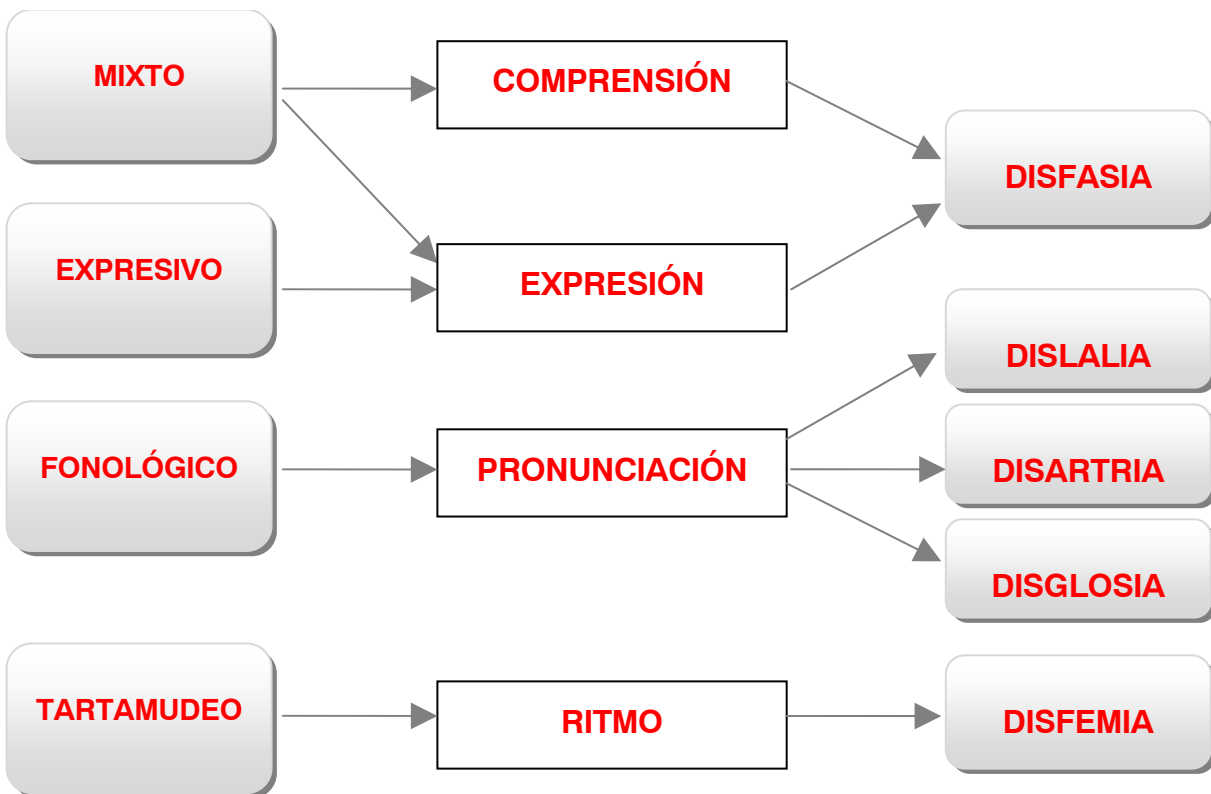 MIXTO
COMPRENSIÓN
DISFASIA
EXPRESIVO
EXPRESIÓN
DISLALIA
FONOLÓGICO
PRONUNCIACIÓN
DISARTRIA
DISGLOSIA
TARTAMUDEO
RITMO
DISFEMIA